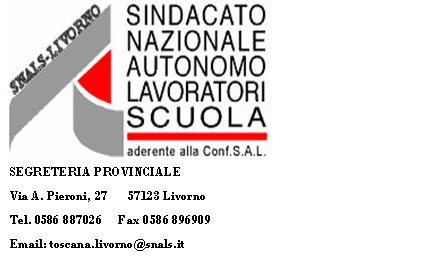 SNALS-LIVORNO
SINDACATO
NAZIONALE
AUTONOMO
LAVORATORI
SCUOLA
aderente alla Conf.S.A.L.
SEGRETERIA PROVINCIALE
Via A. Pieroni, 27 57123 Livorno
Tel. 0586 887026 Fax 0586 896909
Email: toscana.livorno@snals.it